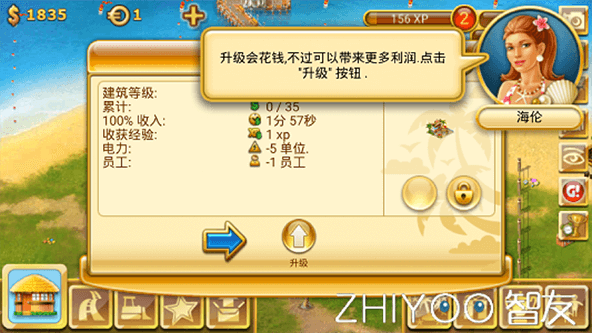 $ 1835
1
156 XP
2
升级会花钱,不过可以带来更多利润.点击
"升级" 按钮 .
海伦
建筑等级:
累计: 0 / 35
100% 收入: 1分 57秒
收获经验: 1 xp
电力: -5 单位.
员工: -1 员工
升级
ZHIYOO 智友